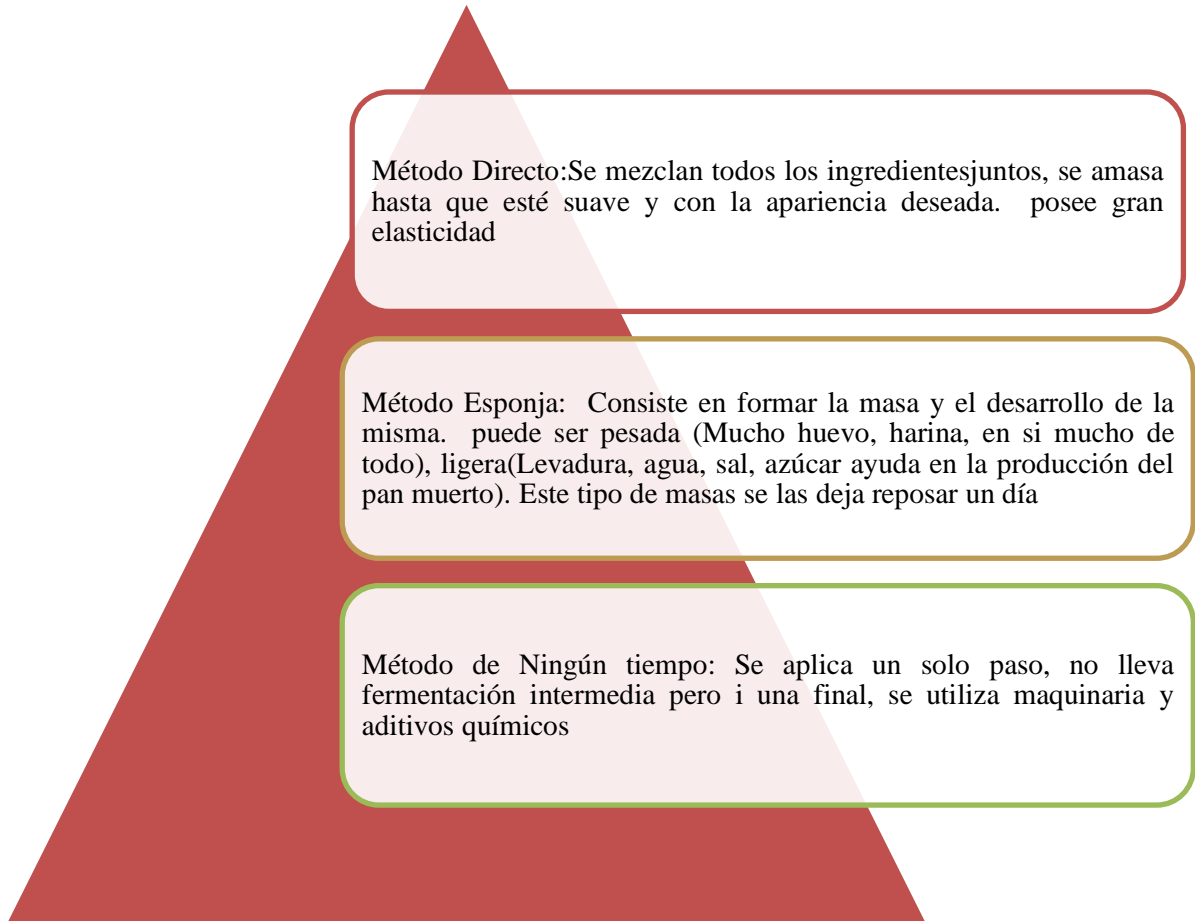 Método Directo:Se mezclan todos los ingredientesjuntos, se amasa
hasta que esté suave y con la apariencia deseada. posee gran
elasticidad
Método Esponja: Consiste en formar la masa y el desarrollo de la
misma. puede ser pesada (Mucho huevo, harina, en si mucho de
todo), ligera(Levadura, agua, sal, azúcar ayuda en la producción del
pan muerto). Este tipo de masas se las deja reposar un día
Método de Ningún tiempo: Se aplica un solo paso, no lleva
fermentación intermedia pero i una final, se utiliza maquinaria y
aditivos químicos